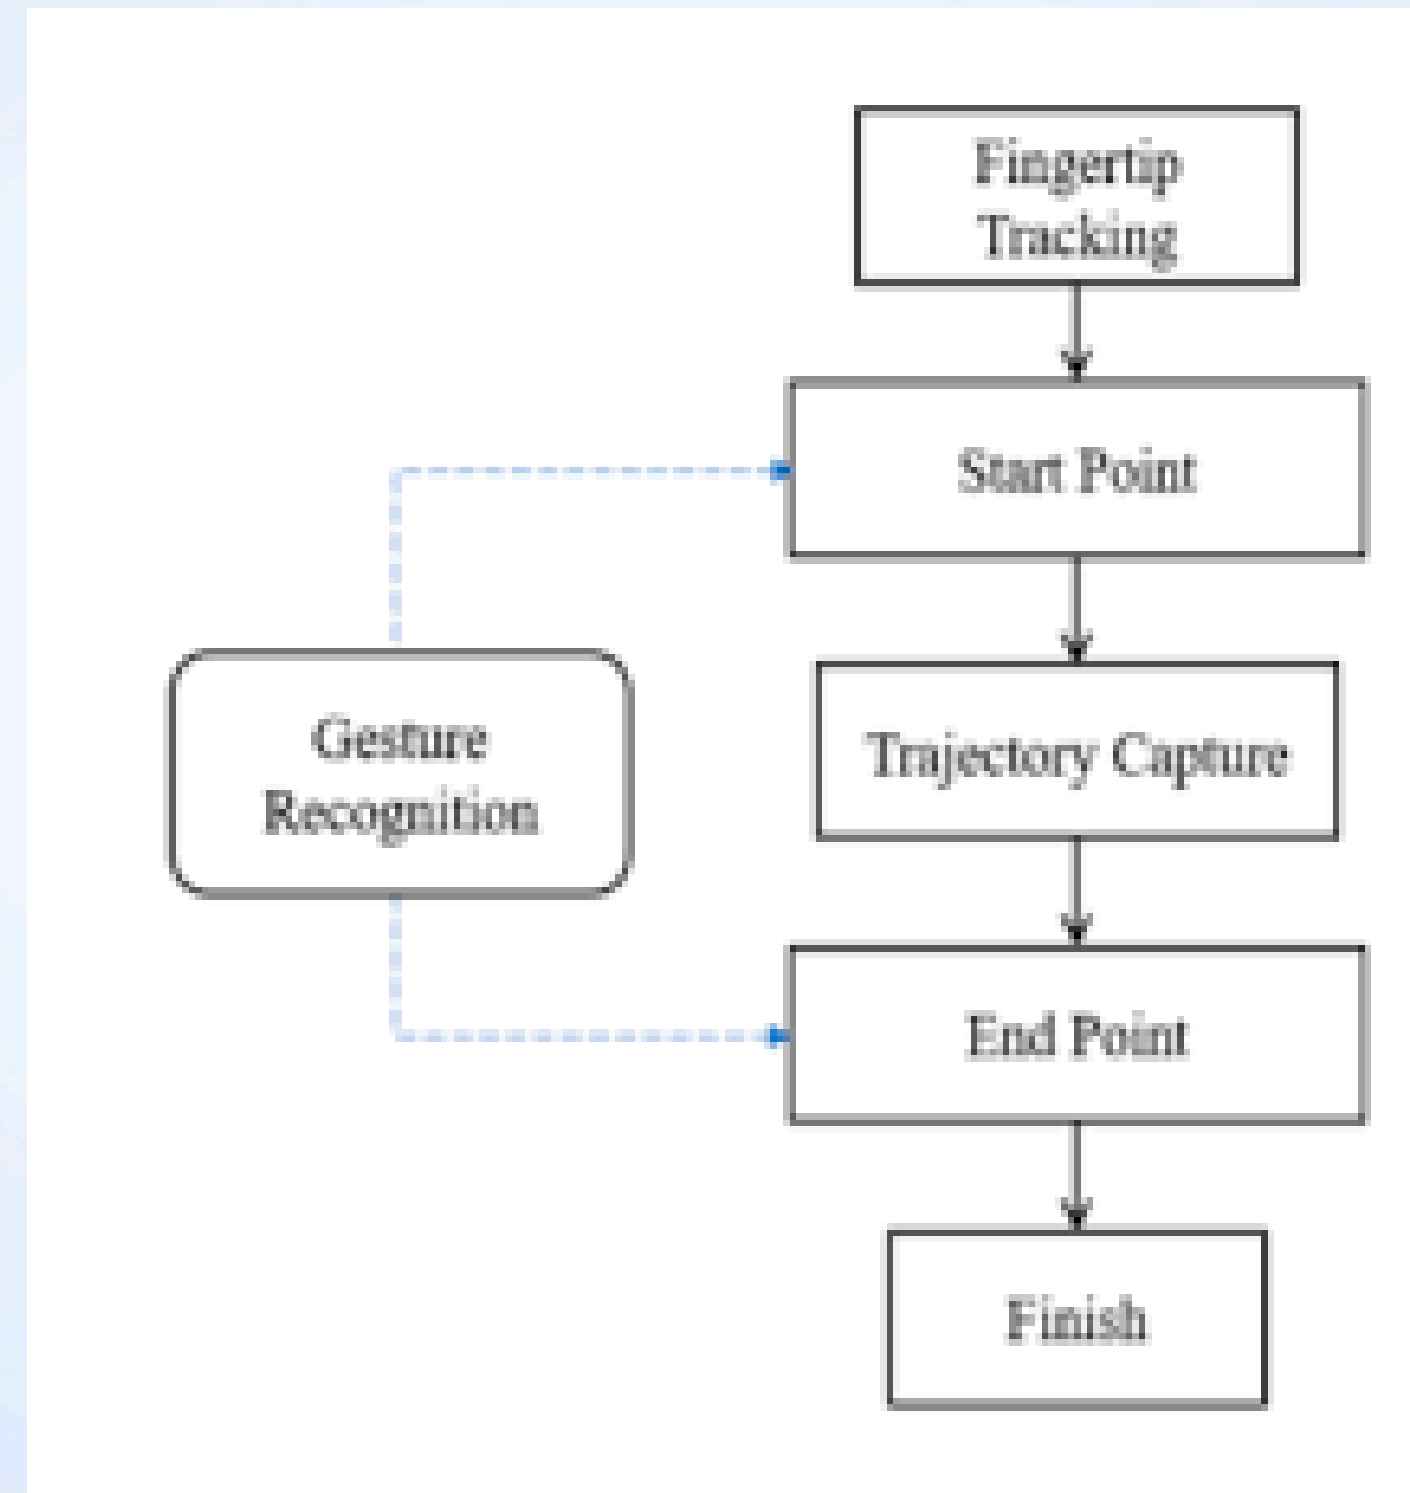 Fingertip
Tracking
Start Point
Gesture
Recognition
Trajectory Capture
End Point
Finish